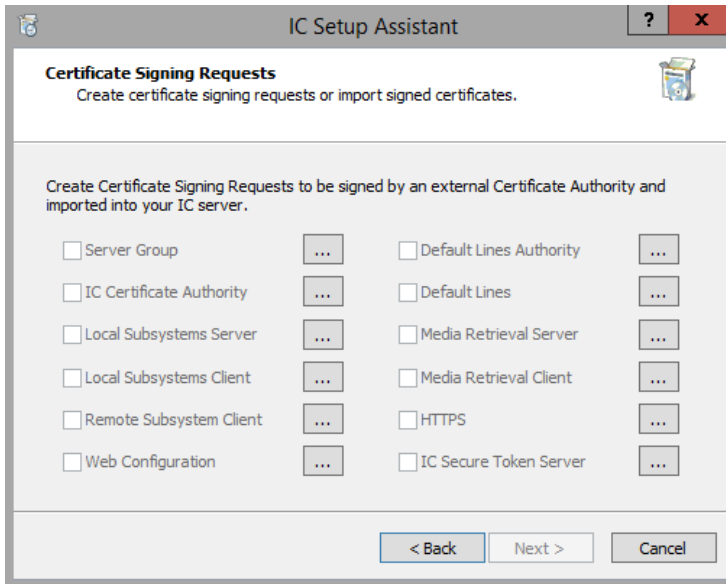 IC Setup Assistant
?
x
Certificate Signing Requests
Create certificate signing requests or import signed certificates.
Create Certificate Signing Requests to be signed by an external Certificate Authority and
imported into your IC server.
Server Group ... Default Lines Authority ...
IC Certificate Authority ... Default Lines ...
Local Subsystems Server ... Media Retrieval Server ...
Local Subsystems Client ... Media Retrieval Client ...
Remote Subsystem Client ... HTTPS ...
Web Configuration ... IC Secure Token Server ...
< Back Next > Cancel